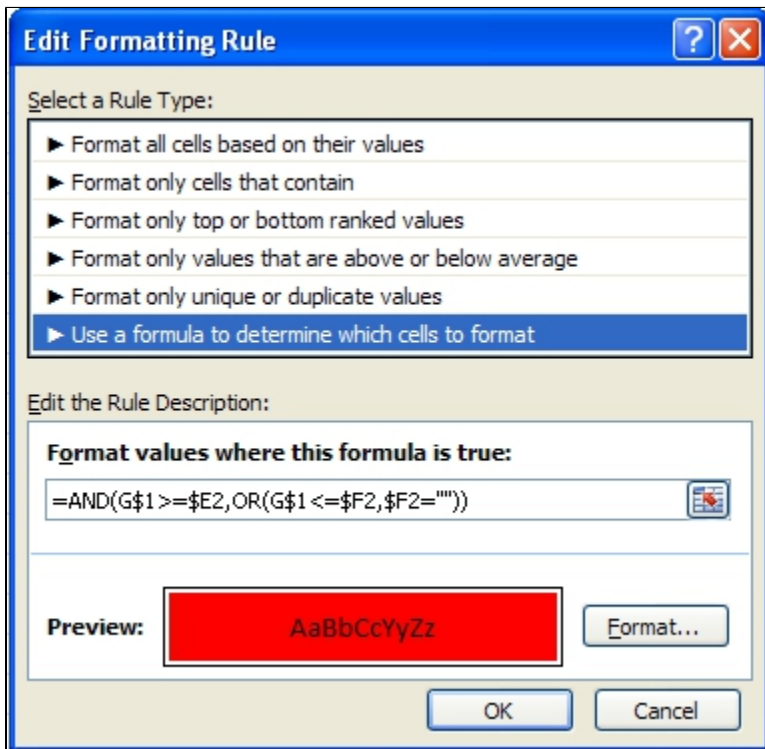 Edit Formatting Rule
Select a Rule Type:
► Format all cells based on their values
► Format only cells that contain
► Format only top or bottom ranked values
► Format only values that are above or below average
► Format only unique or duplicate values
► Use a formula to determine which cells to format
Edit the Rule Description:
Format values where this formula is true:
=AND(G$1>=$E2,OR(G$1<=$F2,$F2=""))
Preview: AaBbCcYyZz Format...
OK Cancel